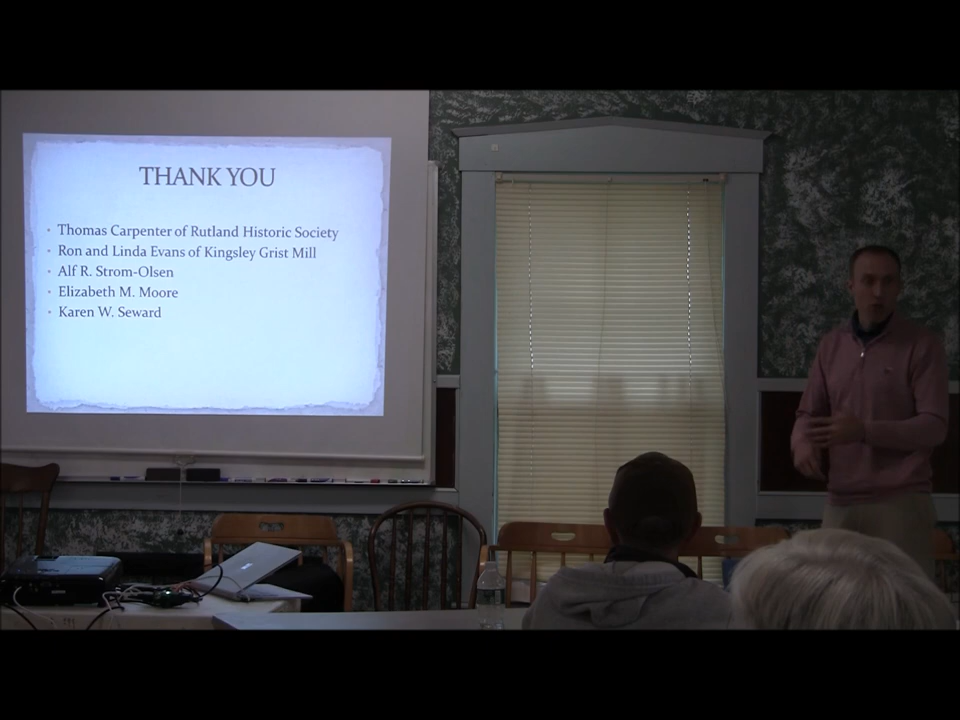 THANK YOU
• Thomas Carpenter of Rutland Historic Society
• Ron and Linda Evans of Kingsley Grist Mill
• Alf R. Strom-Olsen
• Elizabeth M. Moore
• Karen W. Seward